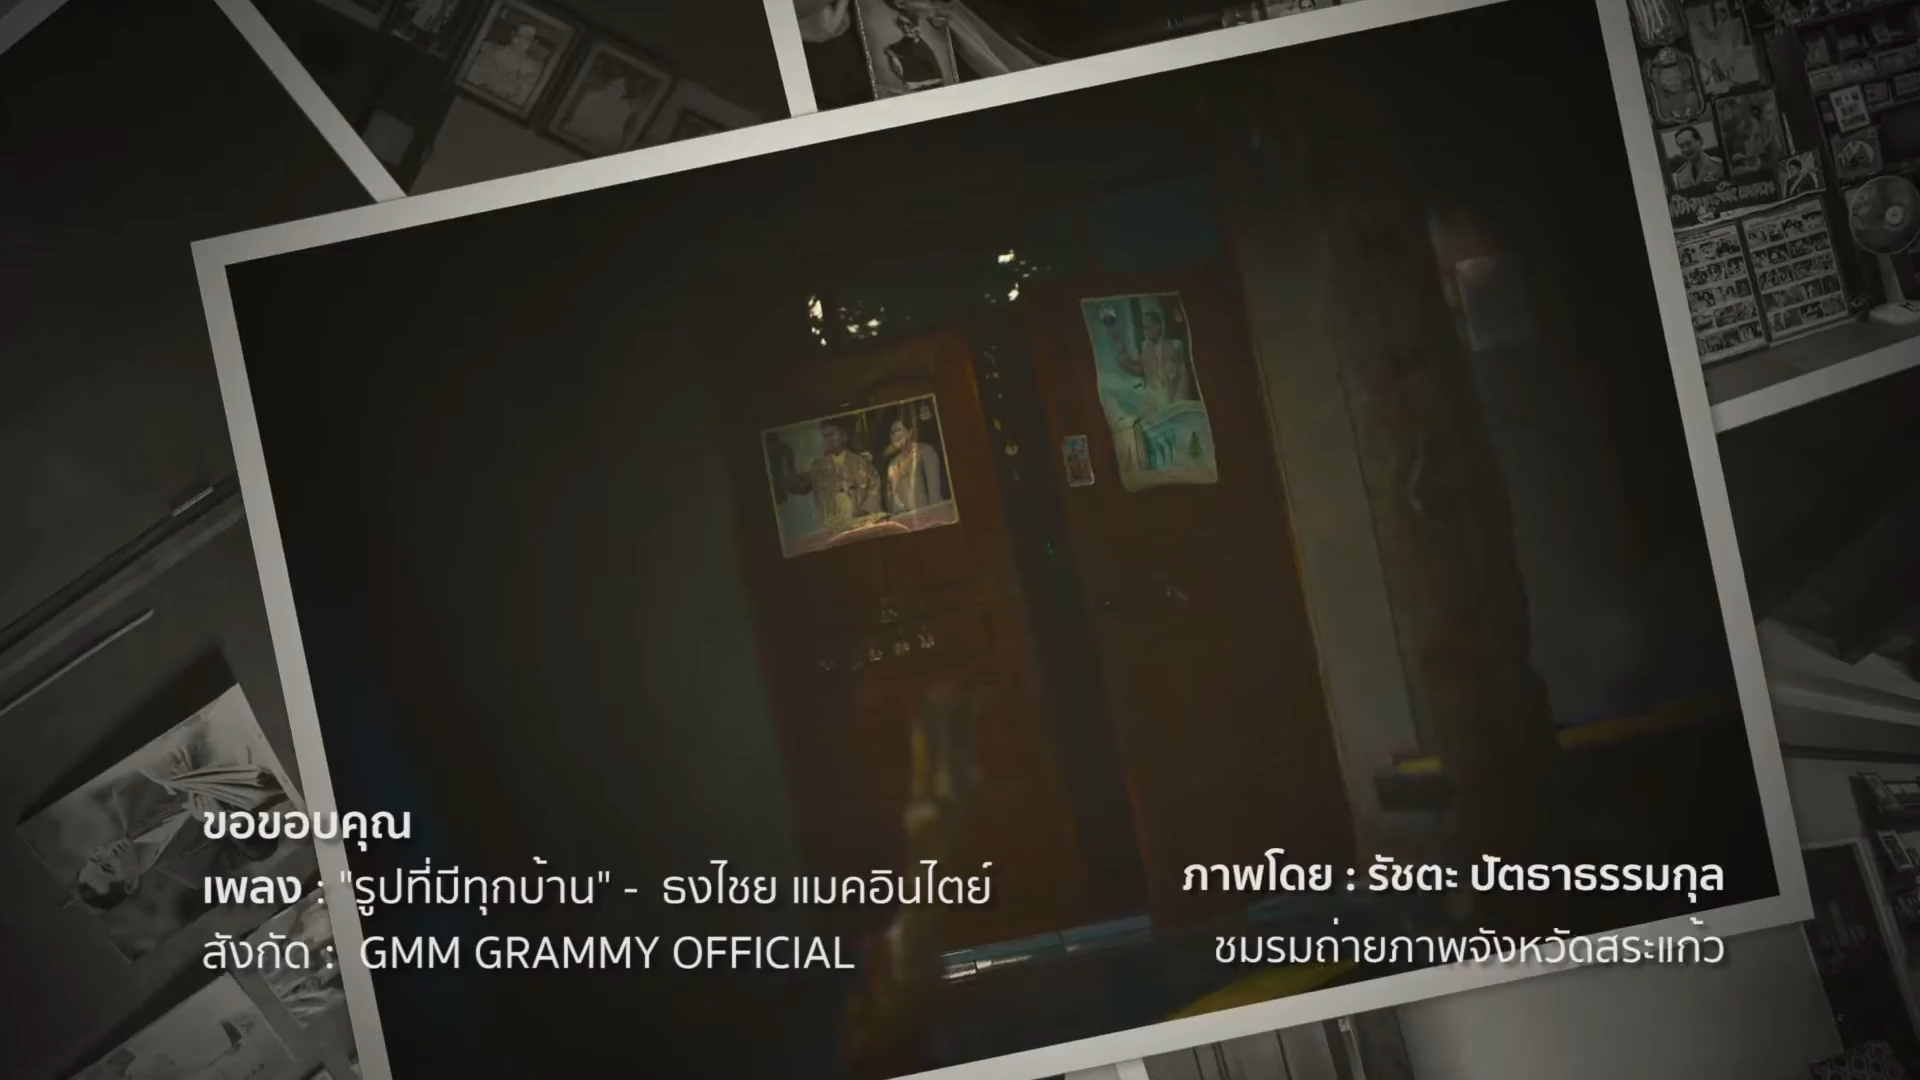 ขอขอบคุณ
เพลง : "รูปที่มีทุกบ้าน" - ธงไชย แมคอินไตย์
สังกัด : GMM GRAMMY OFFICIAL
ภาพโดย : รัชตะ ปัตธาธรรมกุล
ชมรมถ่ายภาพจังหวัดสระแก้ว